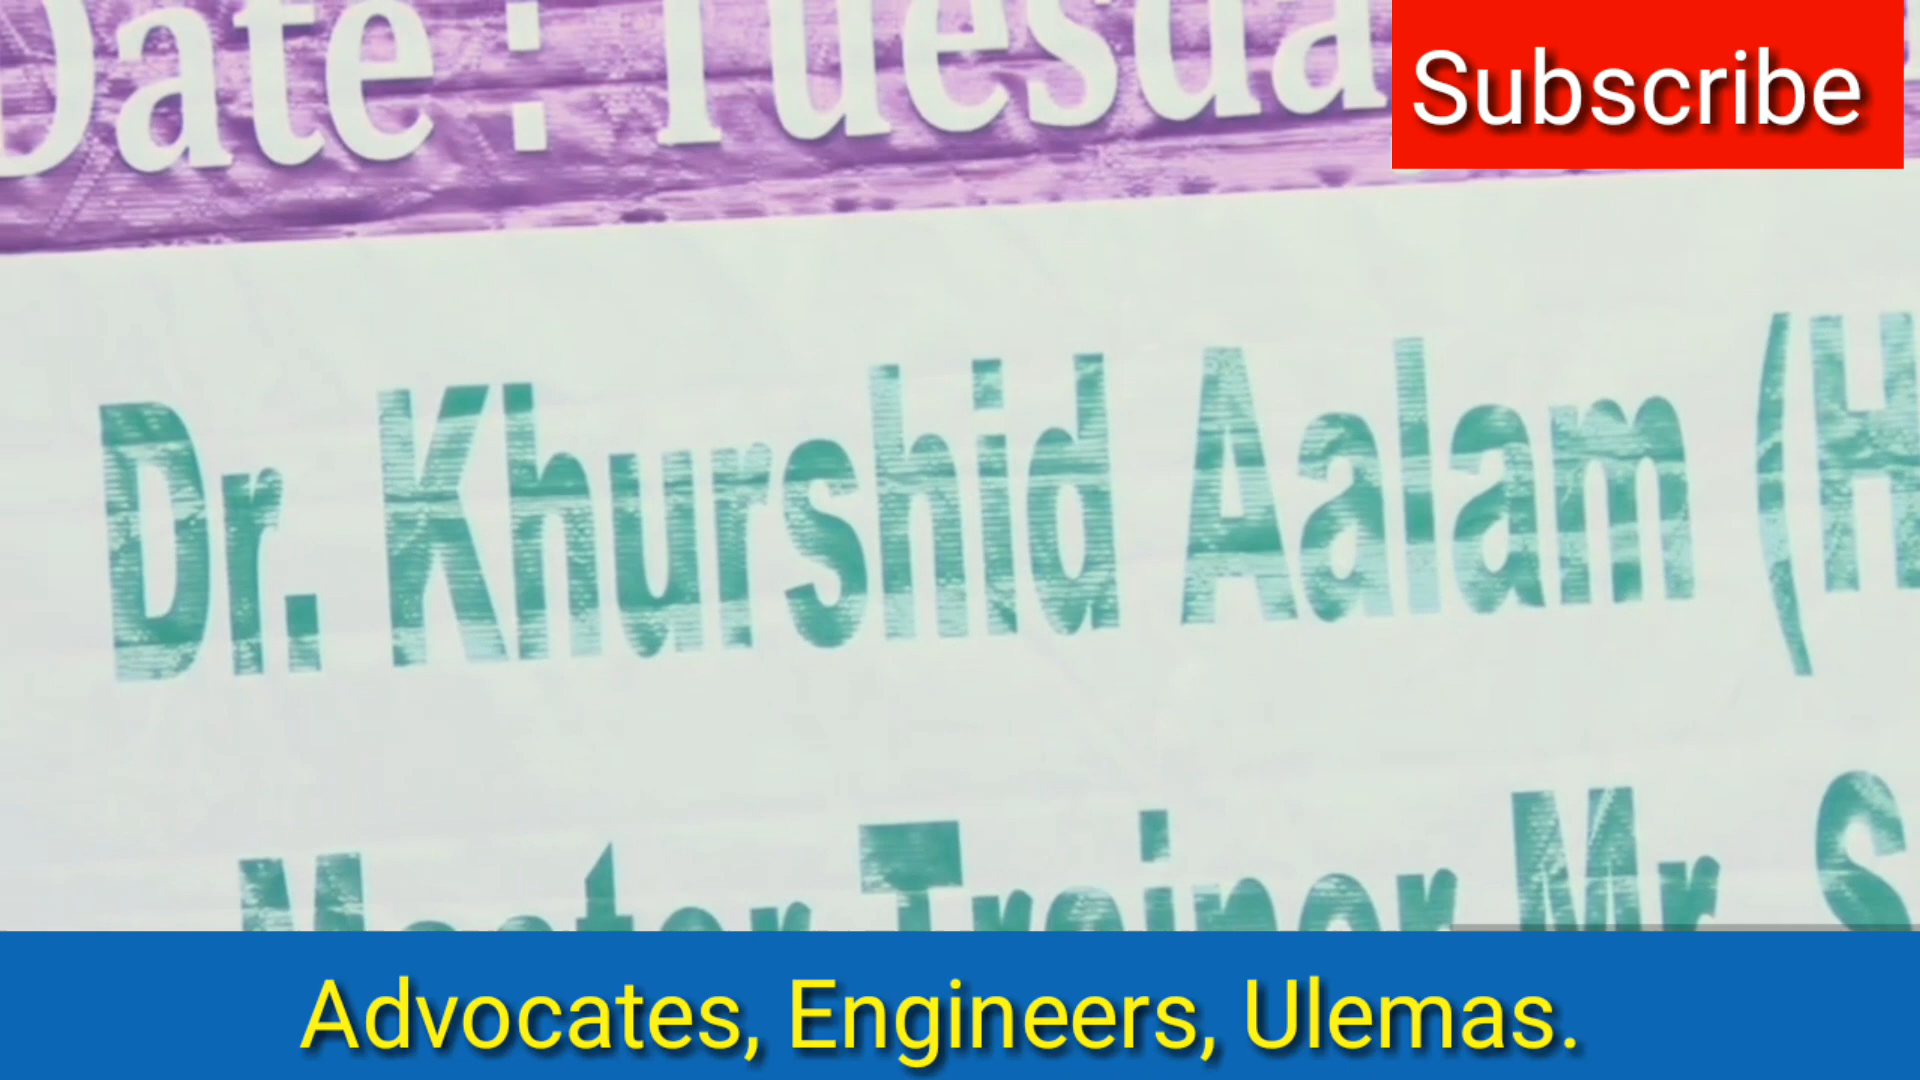 Date : Tuesda
Subscribe
Dr. Khurshid Aalam (H
Master Trainer Mr. S
Advocates, Engineers, Ulemas.